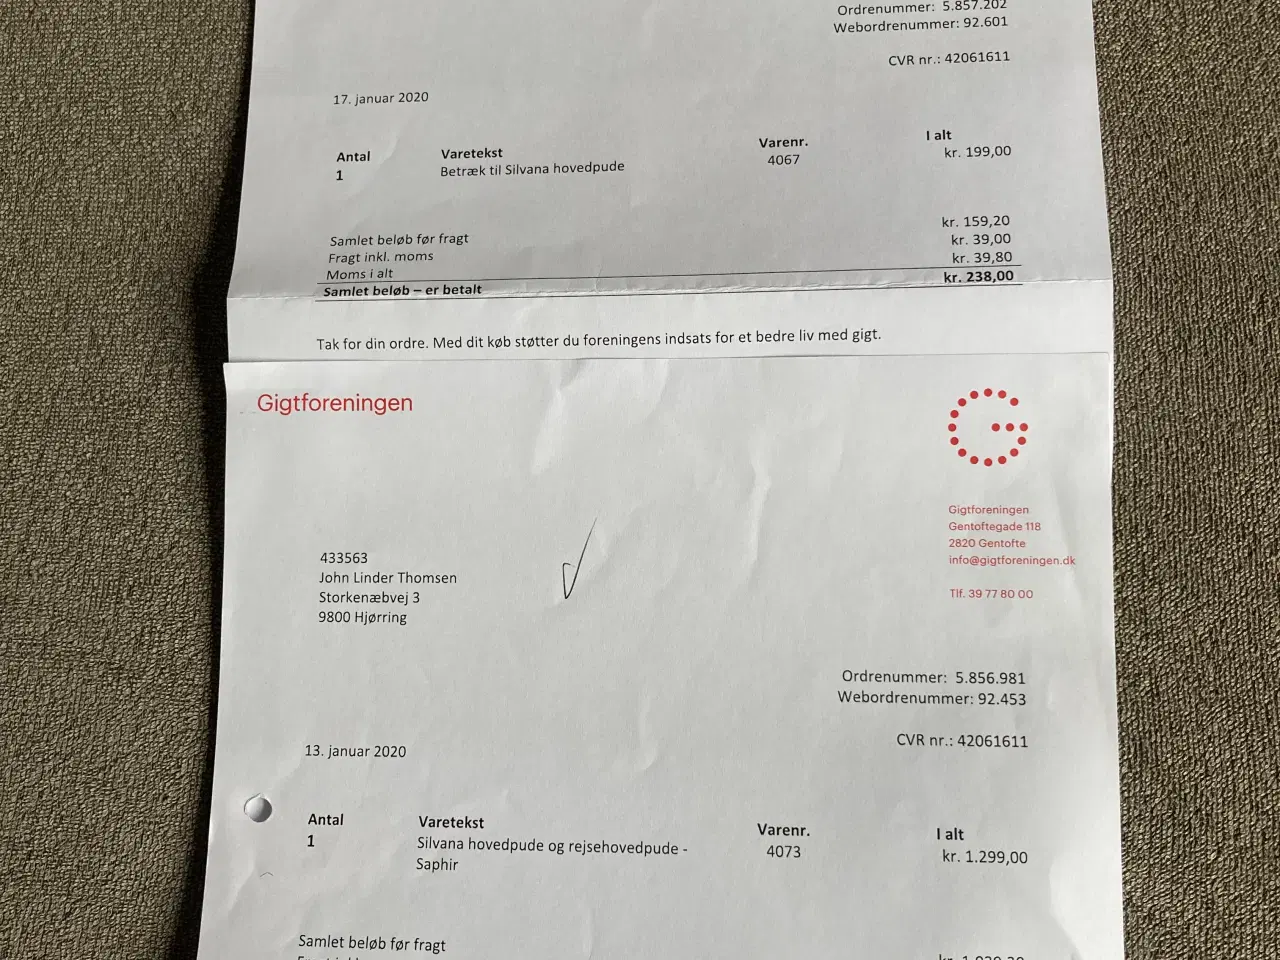 Ordrenummer: 5.857.202
Webordrenummer: 92.601
CVR nr.: 42061611
17. januar 2020
Antal Varetekst Varenr. I alt
1 Betræk til Silvana hovedpude 4067 kr. 199,00
Samlet beløb før fragt kr. 159,20
Fragt inkl. moms kr. 39,00
Moms i alt kr. 39,80
Samlet beløb – er betalt kr. 238,00
Tak for din ordre. Med dit køb støtter du foreningens indsats for et bedre liv med gigt.
Gigtforeningen
Gigtforeningen
Gentoftegade 118
2820 Gentofte
info@gigtforeningen.dk
Tlf. 39 77 80 00
433563
John Linder Thomsen
Storkenæbvej 3
9800 Hjørring
Ordrenummer: 5.856.981
Webordrenummer: 92.453
CVR nr.: 42061611
13. januar 2020
Antal Varetekst Varenr. I alt
1 Silvana hovedpude og rejsehovedpude - 4073 kr. 1.299,00
Saphir
Samlet beløb før fragt